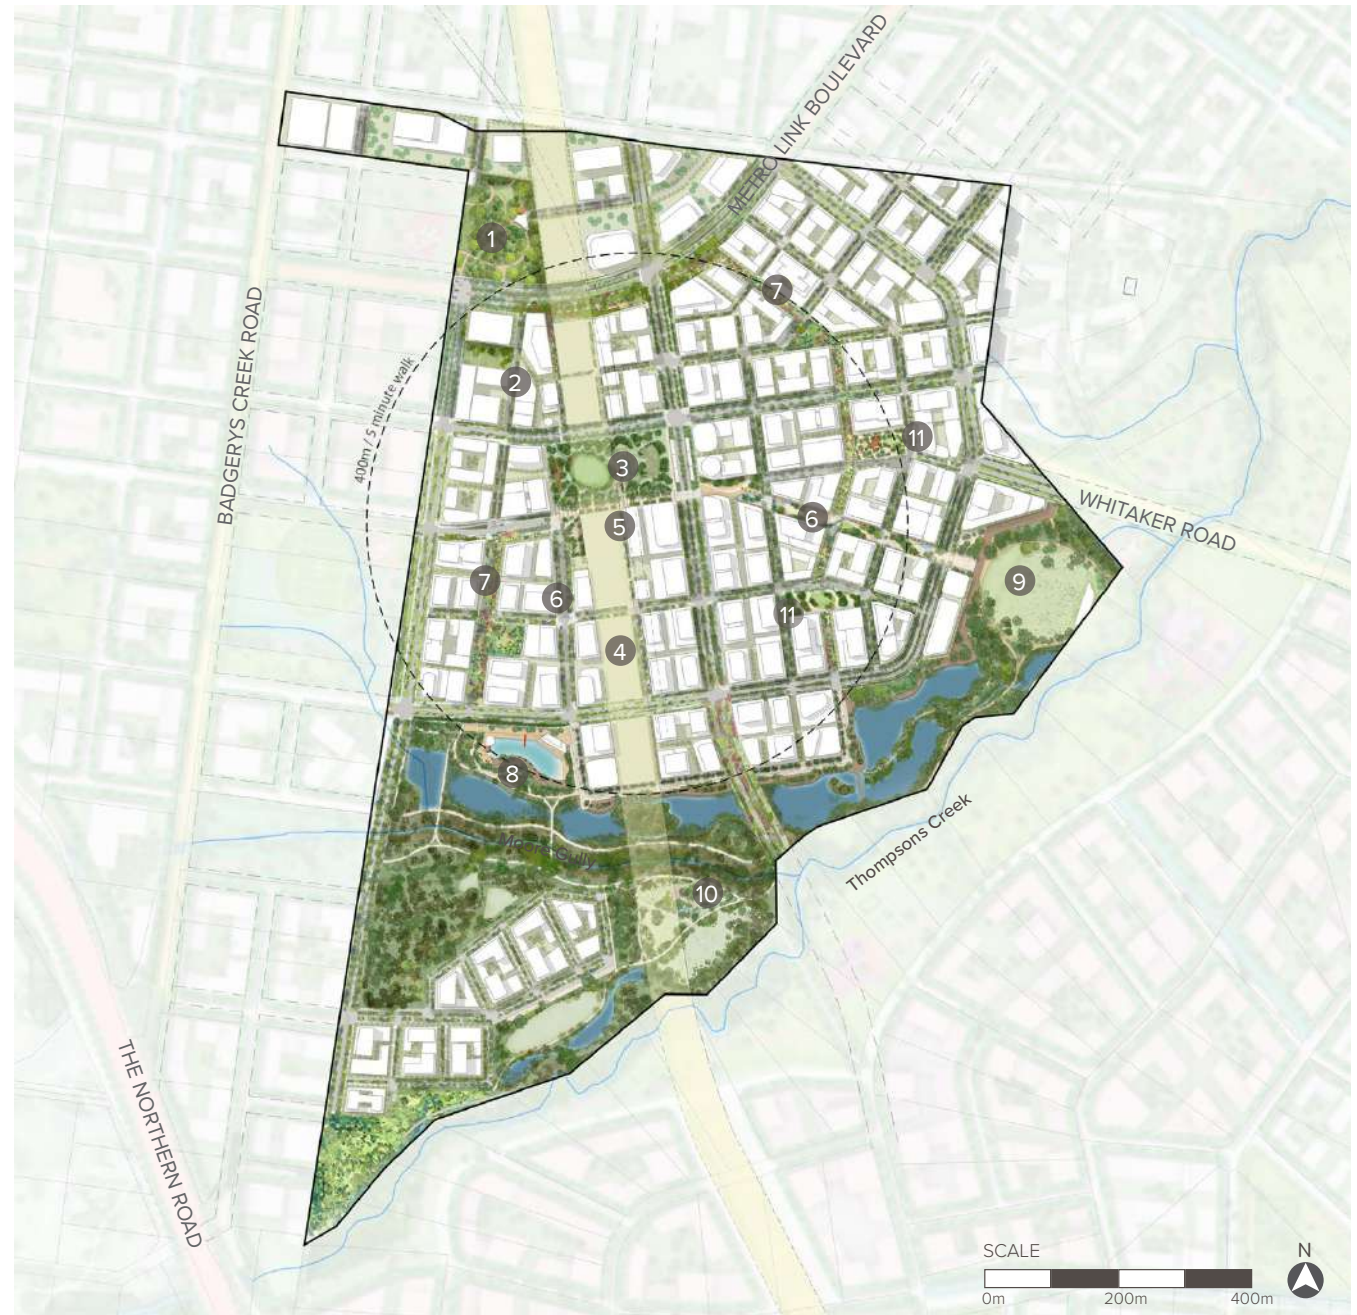 METRO LINK BOULEVARD
1
7
BADGERYS CREEK ROAD
400m / 5 minute walk
2
11
3
WHITAKER ROAD
5
6
7
9
6
11
4
8
Thompsons Creek
10
THE NORTHERN ROAD
SCALE
N
0m
200m
400m